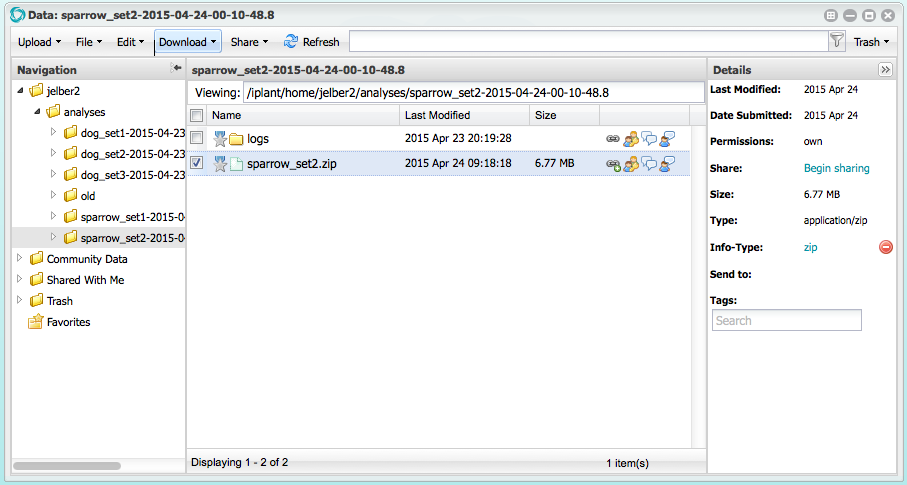 Data: sparrow_set2-2015-04-24-00-10-48.8
Upload File Edit Download Share Refresh Trash
Navigation
jelber2
analyses
dog_set1-2015-04-23
dog_set2-2015-04-23
dog_set3-2015-04-23
old
sparrow_set1-2015-04
sparrow_set2-2015-04
Community Data
Shared With Me
Trash
Favorites
sparrow_set2-2015-04-24-00-10-48.8
Viewing: /iplant/home/jelber2/analyses/sparrow_set2-2015-04-24-00-10-48.8
Name Last Modified Size
logs 2015 Apr 23 20:19:28
sparrow_set2.zip 2015 Apr 24 09:18:18 6.77 MB
Displaying 1 - 2 of 2 1 item(s)
Details
Last Modified: 2015 Apr 24
Date Submitted: 2015 Apr 24
Permissions: own
Share: Begin sharing
Size: 6.77 MB
Type: application/zip
Info-Type: zip
Send to:
Tags:
Search